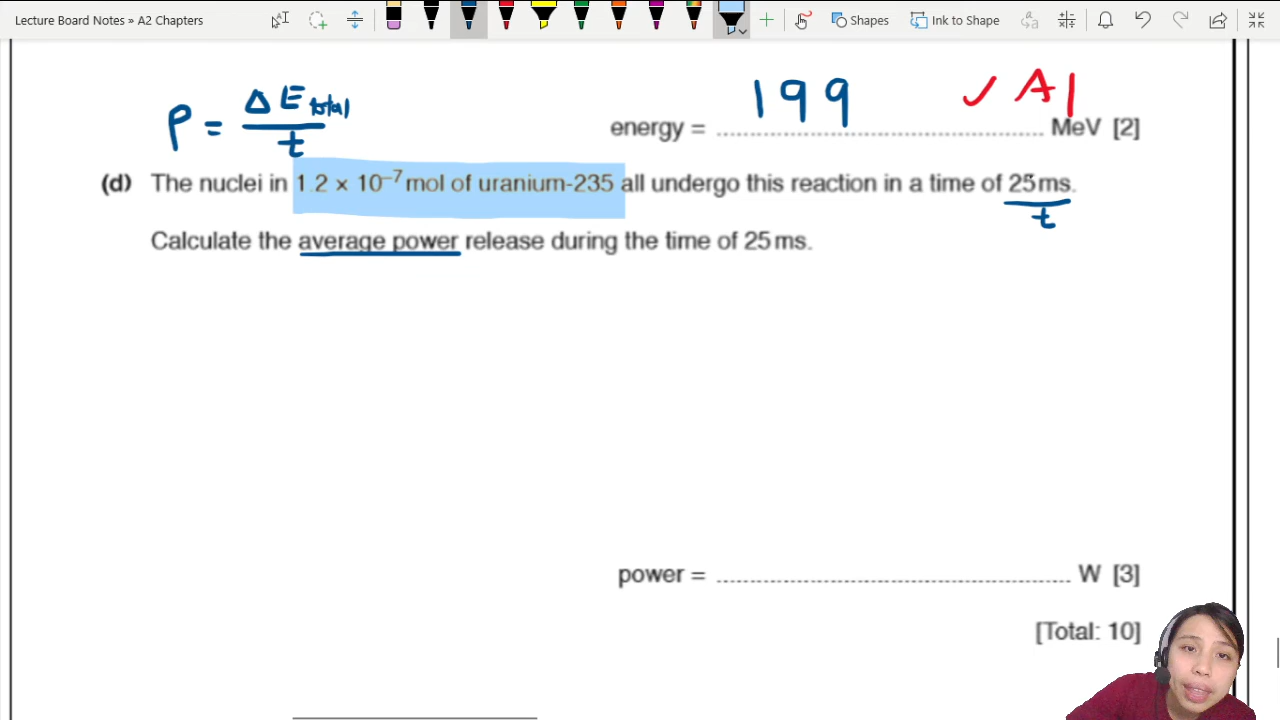 Lecture Board Notes » A2 Chapters
Shapes
Ink to Shape
P = ΔE total / t
199 ✓ A1
energy = ........................ MeV [2]
(d) The nuclei in 1.2 × 10⁻⁷ mol of uranium-235 all undergo this reaction in a time of 25 ms.
t
Calculate the average power release during the time of 25 ms.
power = ........................ W [3]
[Total: 10]